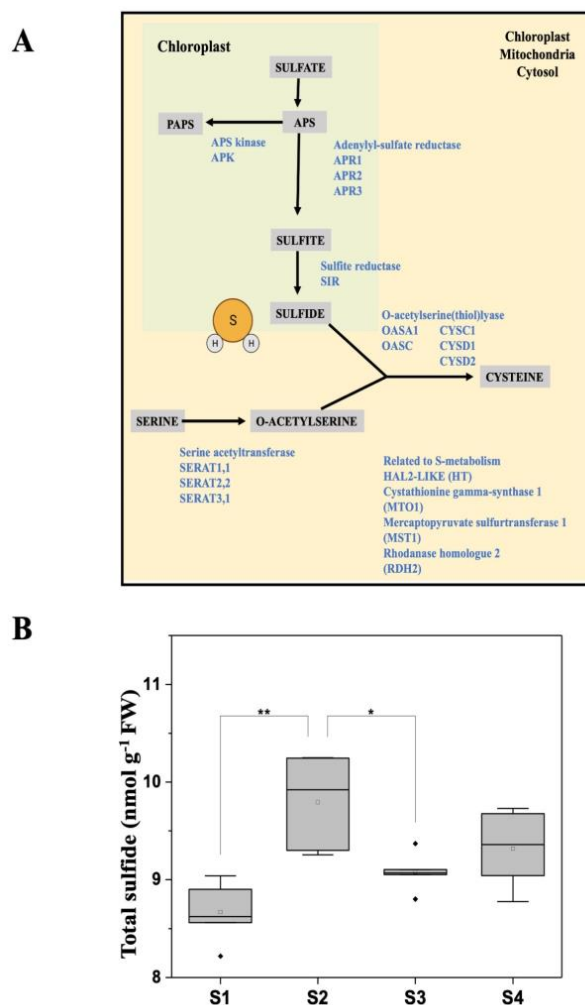 A
Chloroplast
Chloroplast
Mitochondria
Cytosol
SULFATE
PAPS
APS
APS kinase
APK
Adenylyl-sulfate reductase
APR1
APR2
APR3
SULFITE
Sulfite reductase
SIR
S
H
H
SULFIDE
O-acetylserine(thiol)lyase
OASA1 CYSC1
OASC CYSD1
CYSD2
CYSTEINE
SERINE
O-ACETYLSERINE
Serine acetyltransferase
SERAT1,1
SERAT2,2
SERAT3,1
Related to S-metabolism
HAL2-LIKE (HT)
Cystathione gamma-synthase 1
(MTO1)
Mercaptopyruvate sulfurtransferase 1
(MST1)
Rhodanase homologue 2
(RDH2)
B
Total sulfide (nmol g⁻¹ FW)
11
10
9
8
**
*
S1 S2 S3 S4